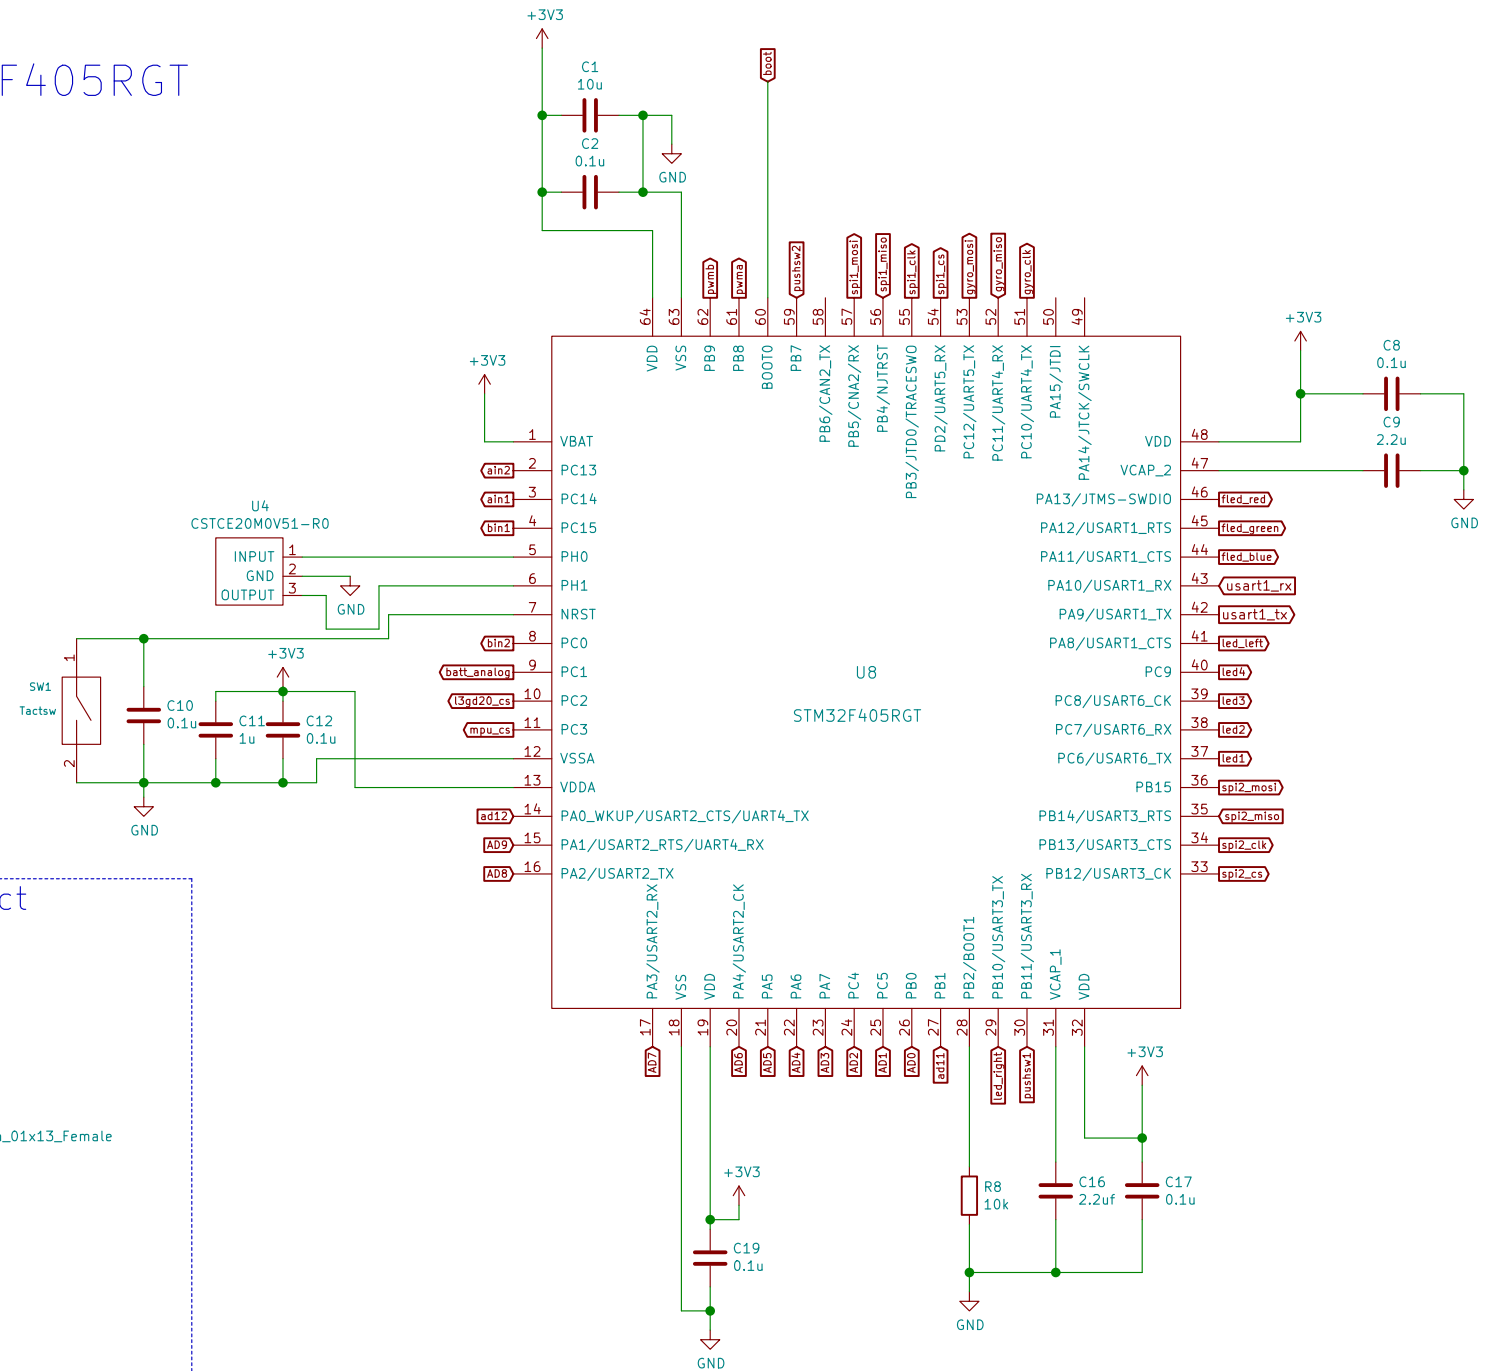 F405RGT
+3V3
C1
10u
C2
0.1u
GND
boot
pwmb
pwma
pushsw2
spi1_mosi
spi1_miso
spi1_clk
spi1_cs
gyro_mosi
gyro_miso
gyro_clk
64
63
62
61
60
59
58
57
56
55
54
53
52
51
50
49
VDD
VSS
PB9
PB8
BOOT0
PB7
PB6/CAN2_TX
PB5/CNA2/RX
PB4/NJTRST
PB3/JTDO/TRACESWO
PD2/UART5_RX
PC12/UART5_TX
PC11/UART4_RX
PC10/UART4_TX
PA15/JTDI
PA14/JTCK/SWCLK
+3V3
1 VBAT
ain2 2 PC13
ain1 3 PC14
bin1 4 PC15
5 PH0
6 PH1
7 NRST
bin2 8 PC0
batt_analog 9 PC1
l3gd20_cs 10 PC2
mpu_cs 11 PC3
12 VSSA
13 VDDA
ad12 14 PA0_WKUP/USART2_CTS/UART4_TX
AD9 15 PA1/USART2_RTS/UART4_RX
AD8 16 PA2/USART2_TX
U4
CSTCE20M0V51-R0
INPUT 1
GND 2
OUTPUT 3
GND
SW1
Tactsw
1
2
C10
0.1u
C11
1u
+3V3
C12
0.1u
GND
U8
STM32F405RGT
VDD 48
VCAP_2 47
PA13/JTMS-SWDIO 46 fled_red
PA12/USART1_RTS 45 fled_green
PA11/USART1_CTS 44 fled_blue
PA10/USART1_RX 43 usart1_rx
PA9/USART1_TX 42 usart1_tx
PA8/USART1_CTS 41 led_left
PC9 40 led4
PC8/USART6_CK 39 led3
PC7/USART6_RX 38 led2
PC6/USART6_TX 37 led1
PB15 36 spi2_mosi
PB14/USART3_RTS 35 spi2_miso
PB13/USART3_CTS 34 spi2_clk
PB12/USART3_CK 33 spi2_cs
+3V3
C8
0.1u
C9
2.2u
GND
PA3/USART2_RX
VSS
VDD
PA4/USART2_CK
PA5
PA6
PA7
PC4
PC5
PB0
PB1
PB2/BOOT1
PB10/USART3_TX
PB11/USART3_RX
VCAP_1
VDD
17
18
19
20
21
22
23
24
25
26
27
28
29
30
31
32
AD7
AD6
AD5
AD4
AD3
AD2
AD1
AD0
ad11
led_right
pushsw1
+3V3
C19
0.1u
GND
R8
10k
C16
2.2uf
+3V3
C17
0.1u
GND
ct
_01x13_Female